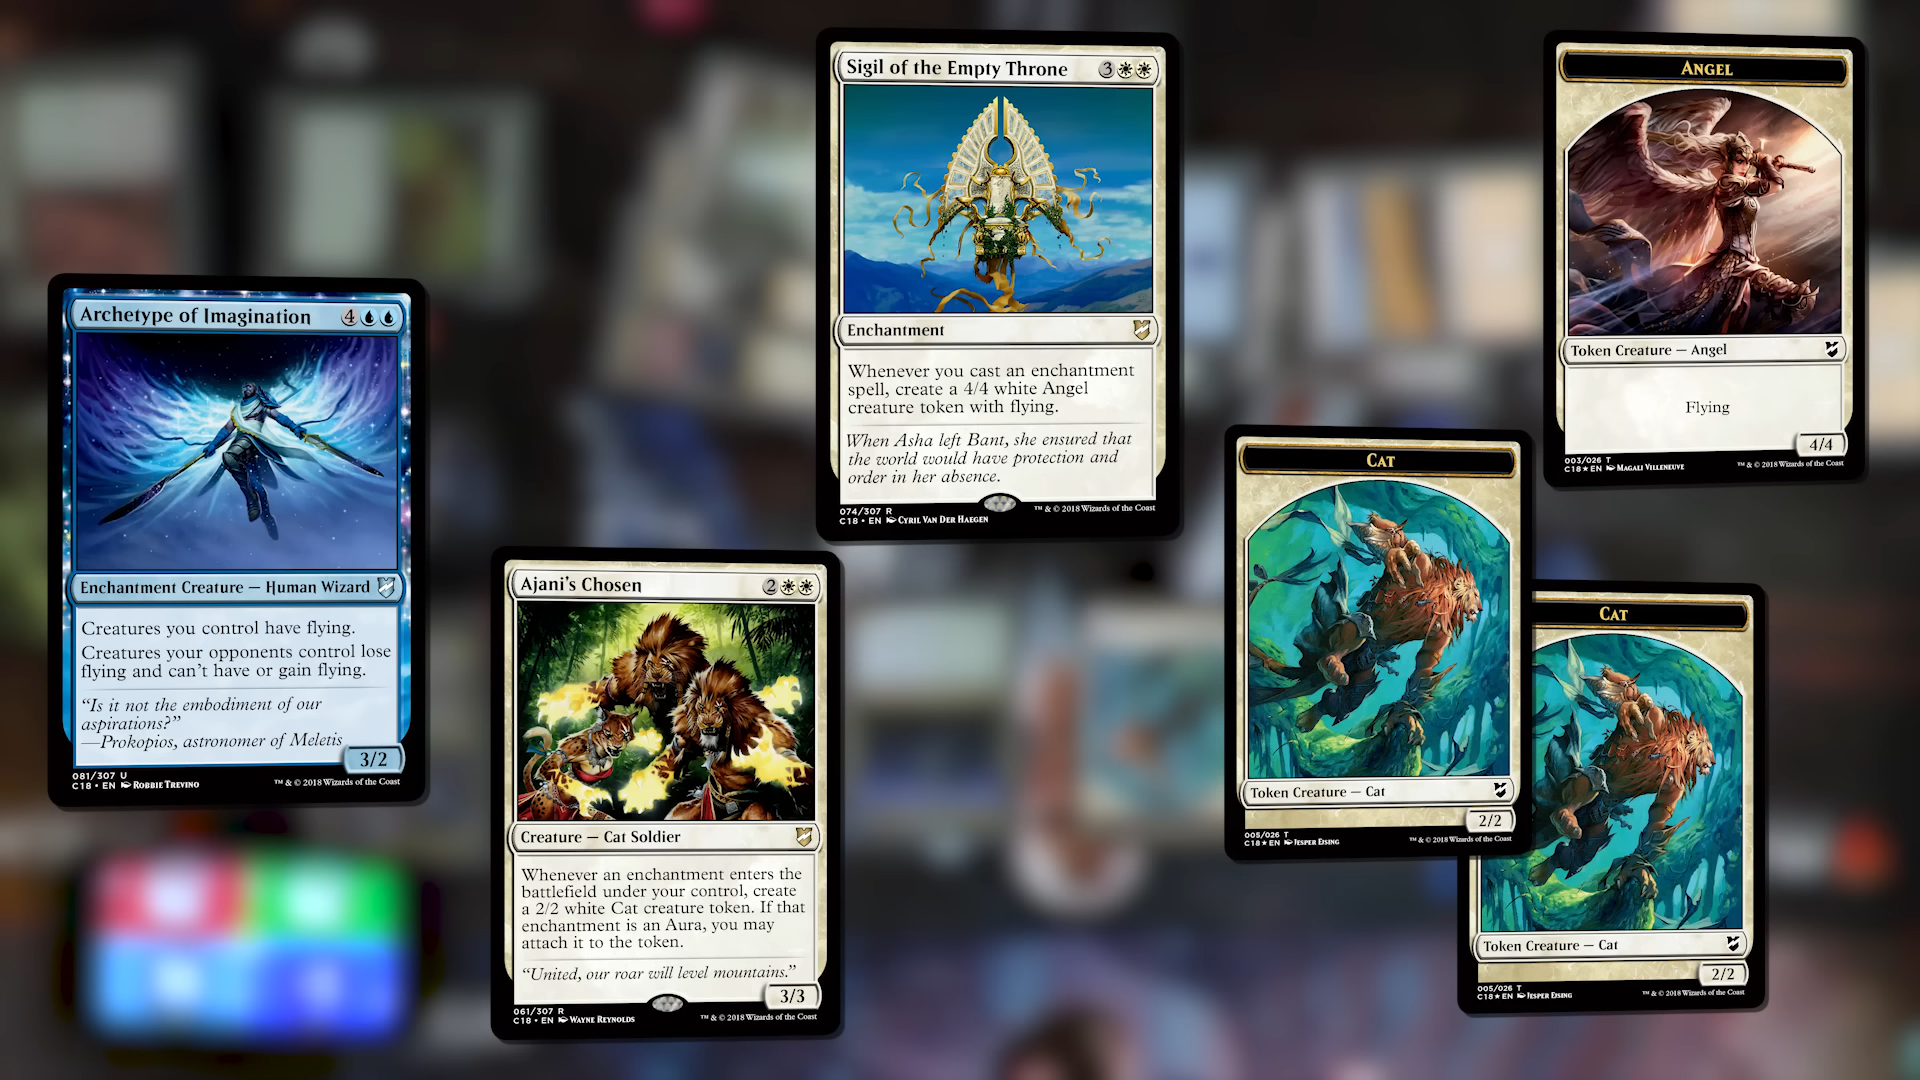 Archetype of Imagination 4
Enchantment Creature — Human Wizard
Creatures you control have flying.
Creatures your opponents control lose
flying and can't have or gain flying.
"Is it not the embodiment of our
aspirations?"
—Prokopios, astronomer of Meletis
3/2
081/307 U
C18 • EN Robbie Trevino
™ & © 2018 Wizards of the Coast
Ajani's Chosen 2
Creature — Cat Soldier
Whenever an enchantment enters the
battlefield under your control, create
a 2/2 white Cat creature token. If that
enchantment is an Aura, you may
attach it to the token.
"United, our roar will level mountains."
3/3
061/307 R
C18 • EN Wayne Reynolds
™ & © 2018 Wizards of the Coast
Sigil of the Empty Throne 3
Enchantment
Whenever you cast an enchantment
spell, create a 4/4 white Angel
creature token with flying.
When Asha left Bant, she ensured that
the world would have protection and
order in her absence.
074/307 R
C18 • EN Cyril Van Der Haegen
™ & © 2018 Wizards of the Coast
Cat
Token Creature — Cat
2/2
005/026 T
C18 ★ EN Jesper Eising
™ & © 2018 Wizards of the Coast
Angel
Token Creature — Angel
Flying
4/4
003/026 T
C18 ★ EN Magali Villeneuve
™ & © 2018 Wizards of the Coast
Cat
Token Creature — Cat
2/2
005/026 T
C18 ★ EN Jesper Eising
™ & © 2018 Wizards of the Coast